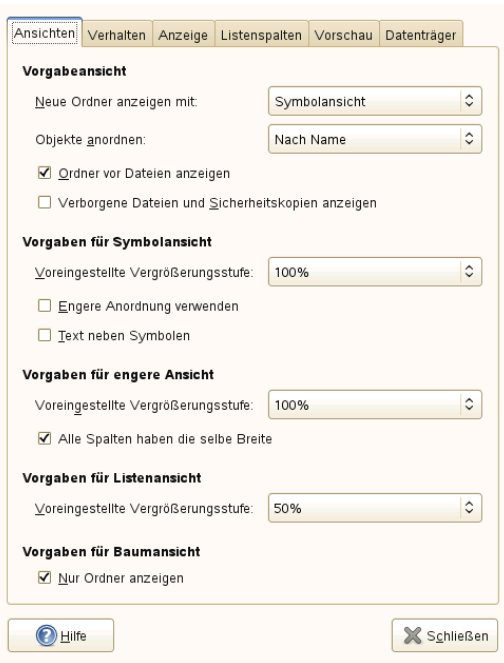 Ansichten Verhalten Anzeige Listenspalten Vorschau Datenträger
Vorgabeansicht
Neue Ordner anzeigen mit: Symbolansicht
Objekte anordnen: Nach Name
Ordner vor Dateien anzeigen
Verborgene Dateien und Sicherheitskopien anzeigen
Vorgaben für Symbolansicht
Voreingestellte Vergrößerungsstufe: 100%
Engere Anordnung verwenden
Text neben Symbolen
Vorgaben für engere Ansicht
Voreingestellte Vergrößerungsstufe: 100%
Alle Spalten haben die selbe Breite
Vorgaben für Listenansicht
Voreingestellte Vergrößerungsstufe: 50%
Vorgaben für Baumansicht
Nur Ordner anzeigen
Hilfe Schließen